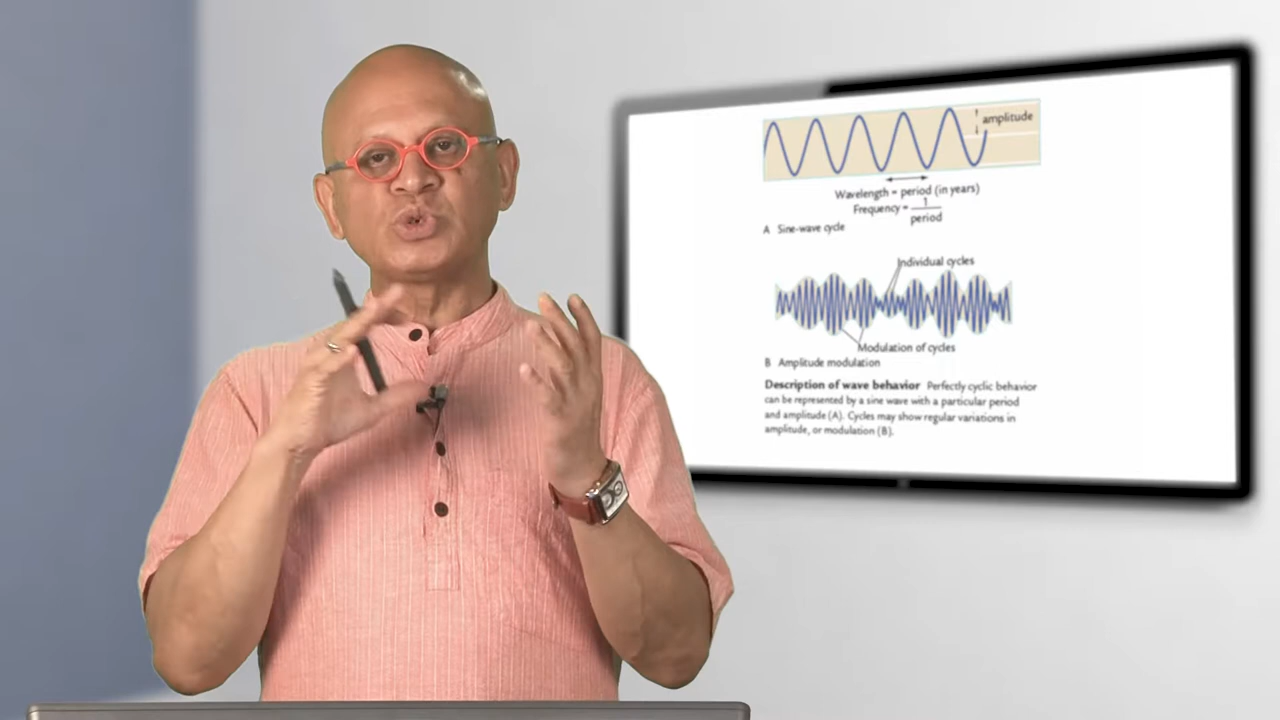 amplitude
Wavelength = period (in years)
Frequency = 1
period
A Sine-wave cycle
Individual cycles
Modulation of cycles
B Amplitude modulation
Description of wave behavior Perfectly cyclic behavior
can be represented by a sine wave with a particular period
and amplitude (A). Cycles may show regular variations in
amplitude, or modulation (B).